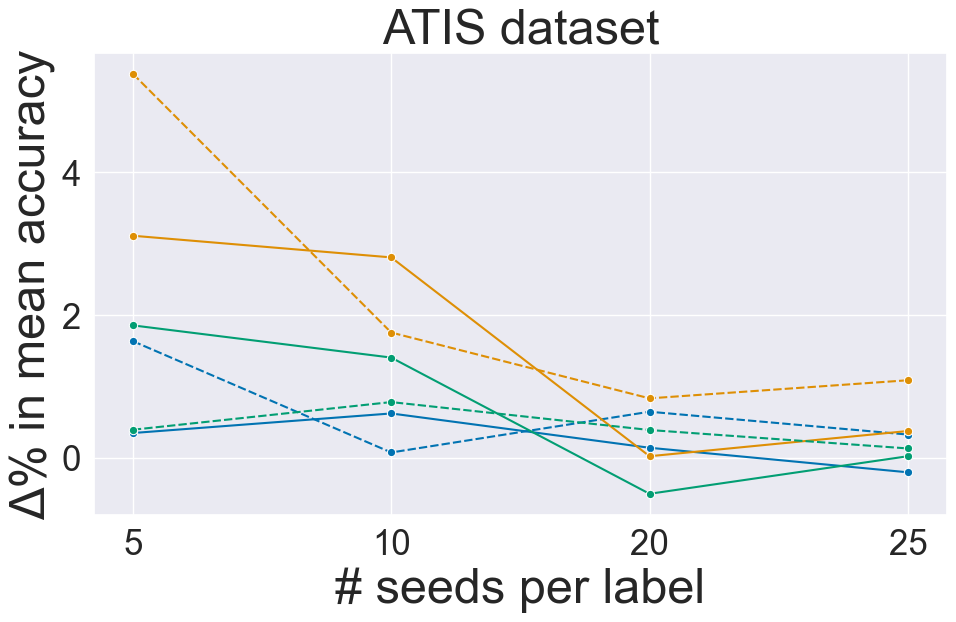 ATIS dataset
Δ% in mean accuracy
4
2
0
5 10 20 25
# seeds per label